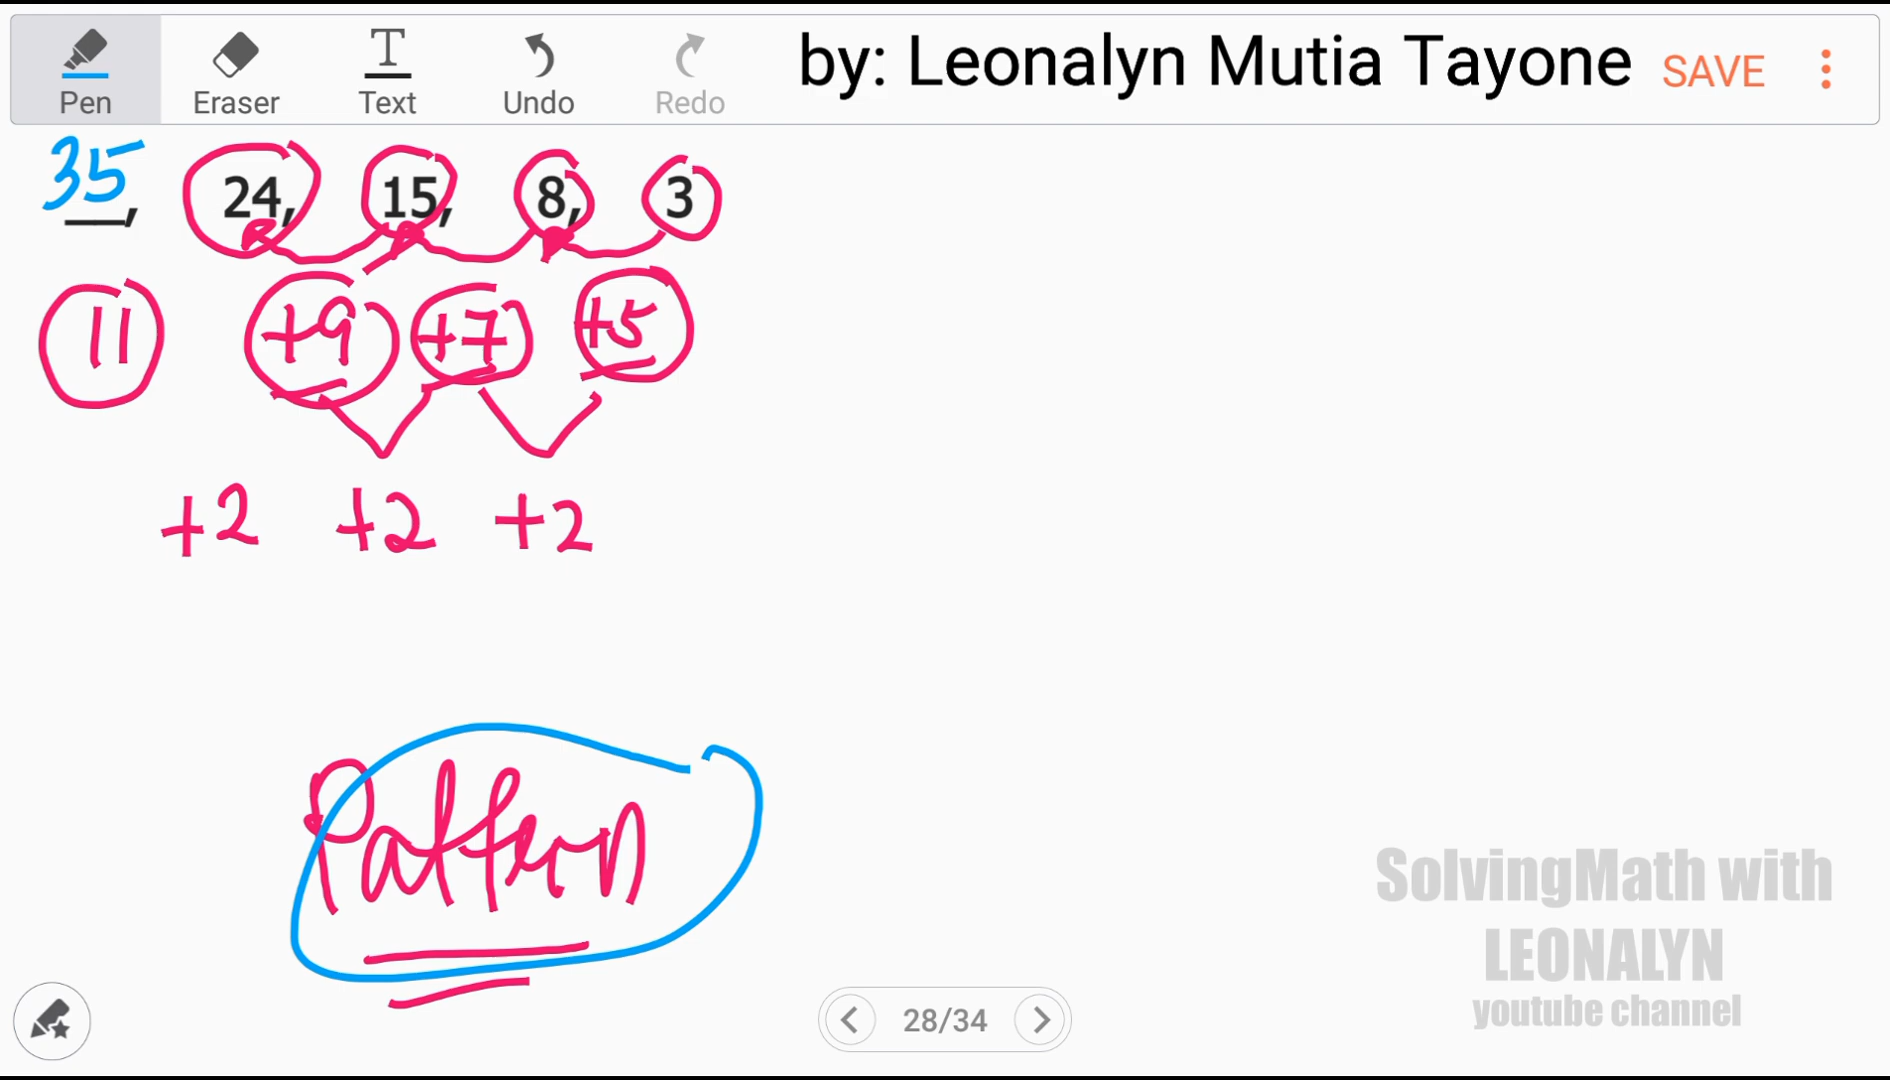 by: Leonalyn Mutia Tayone
SAVE
Pen Eraser Text Undo Redo
35
__, 24, 15, 8, 3
11 +9 +7 +5
+2 +2 +2
Pattern
SolvingMath with
LEONALYN
youtube channel
28/34